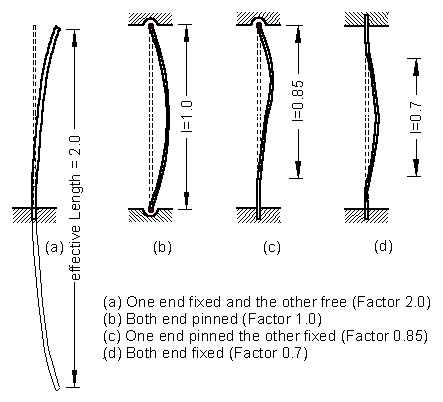 effective Length = 2.0
l=1.0
l=0.85
l=0.7
(a)
(b)
(c)
(d)
(a) One end fixed and the other free (Factor 2.0)
(b) Both end pinned (Factor 1.0)
(c) One end pinned the other fixed (Factor 0.85)
(d) Both end fixed (Factor 0.7)